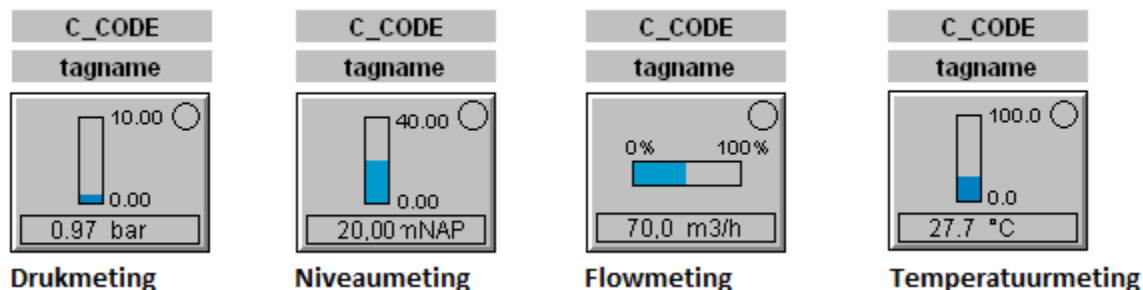 C_CODE
tagname
10.00
0.00
0.97 bar
Drukmeting
C_CODE
tagname
40.00
0.00
20,00 mNAP
Niveaumeting
C_CODE
tagname
0% 100%
70,0 m3/h
Flowmeting
C_CODE
tagname
100.0
0.0
27.7 °C
Temperatuurmeting